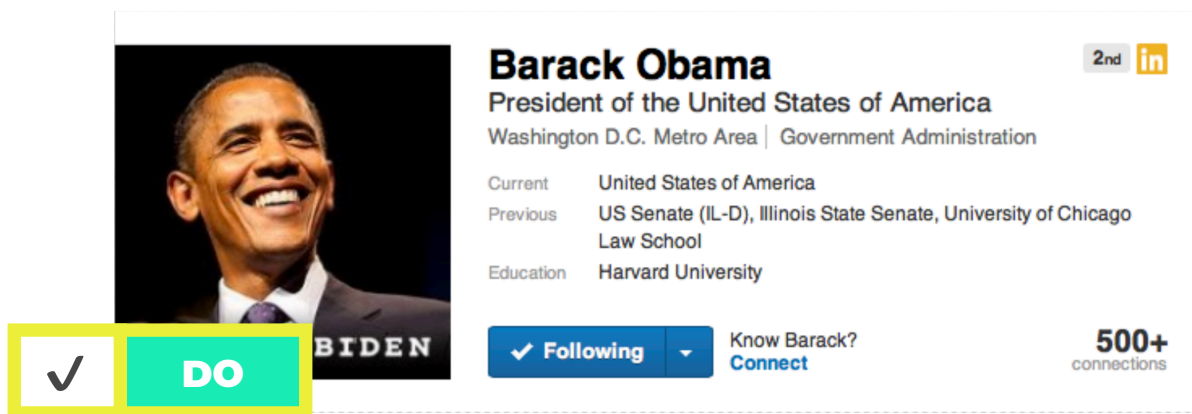 Barack Obama
2nd in
President of the United States of America
Washington D.C. Metro Area | Government Administration
Current United States of America
Previous US Senate (IL-D), Illinois State Senate, University of Chicago
Law School
Education Harvard University
BIDEN
✓ Following
Know Barack?
Connect
500+
connections
✓ DO